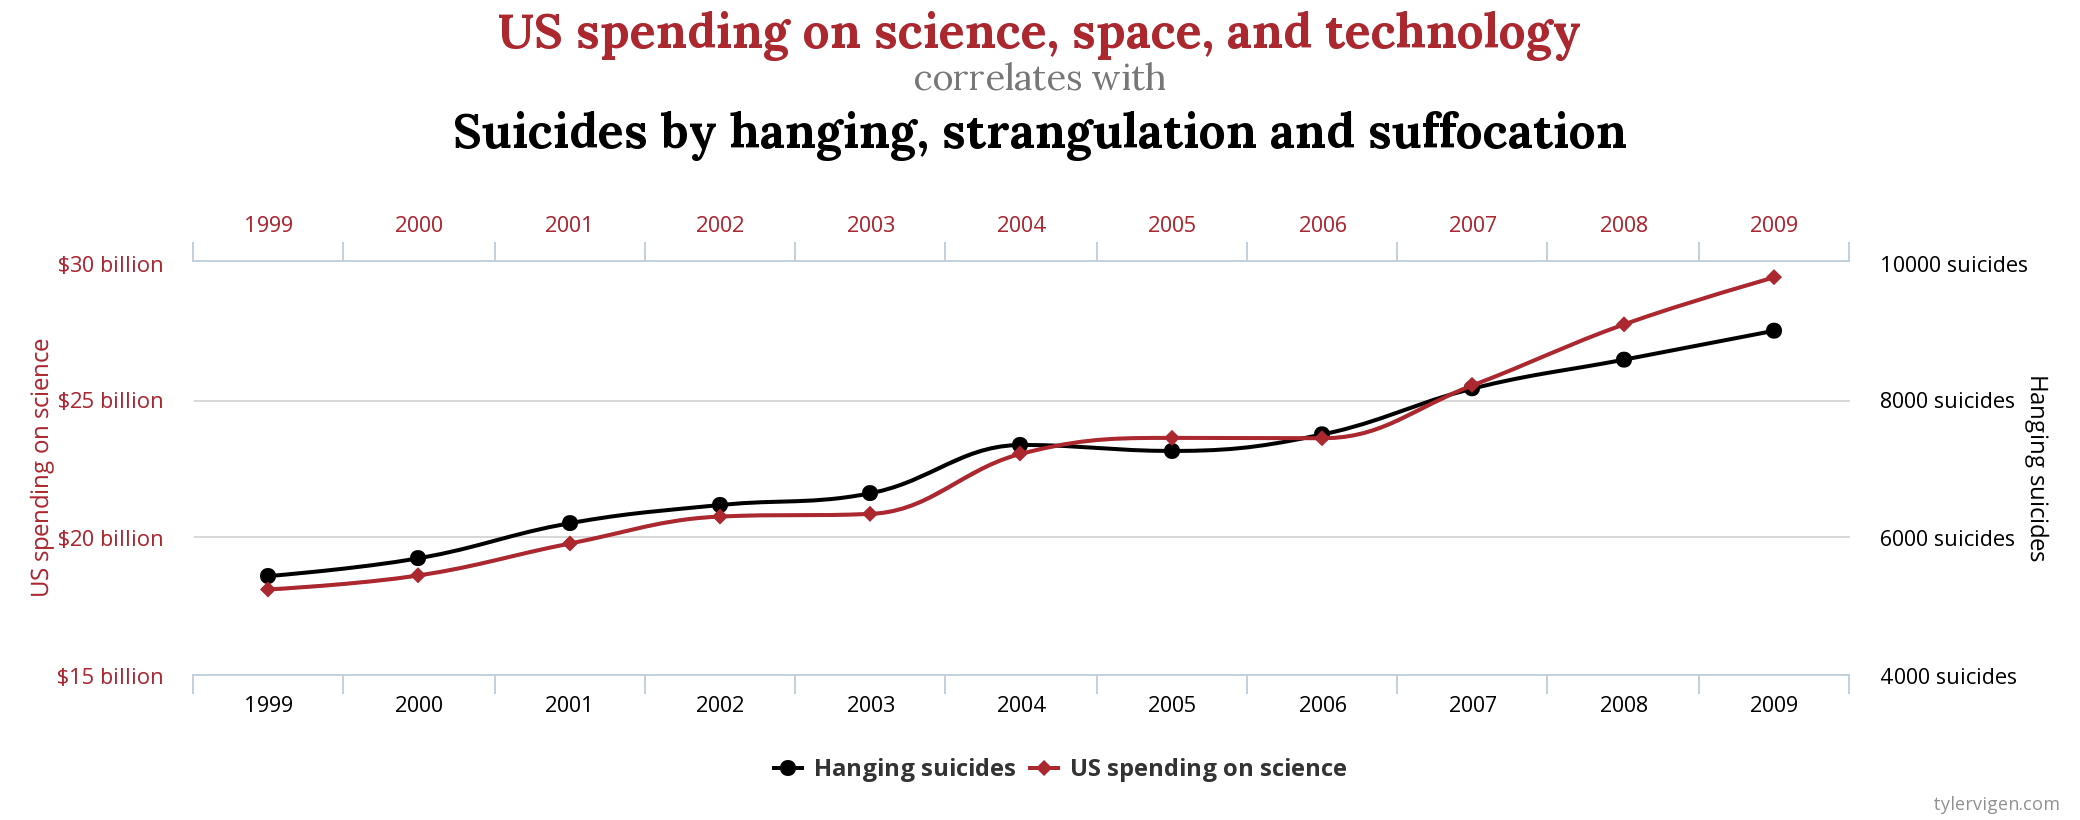 US spending on science, space, and technology
correlates with
Suicides by hanging, strangulation and suffocation
1999 2000 2001 2002 2003 2004 2005 2006 2007 2008 2009
$30 billion 10000 suicides
$25 billion 8000 suicides
$20 billion 6000 suicides
$15 billion 4000 suicides
US spending on science
Hanging suicides
1999 2000 2001 2002 2003 2004 2005 2006 2007 2008 2009
Hanging suicides US spending on science
tylervigen.com